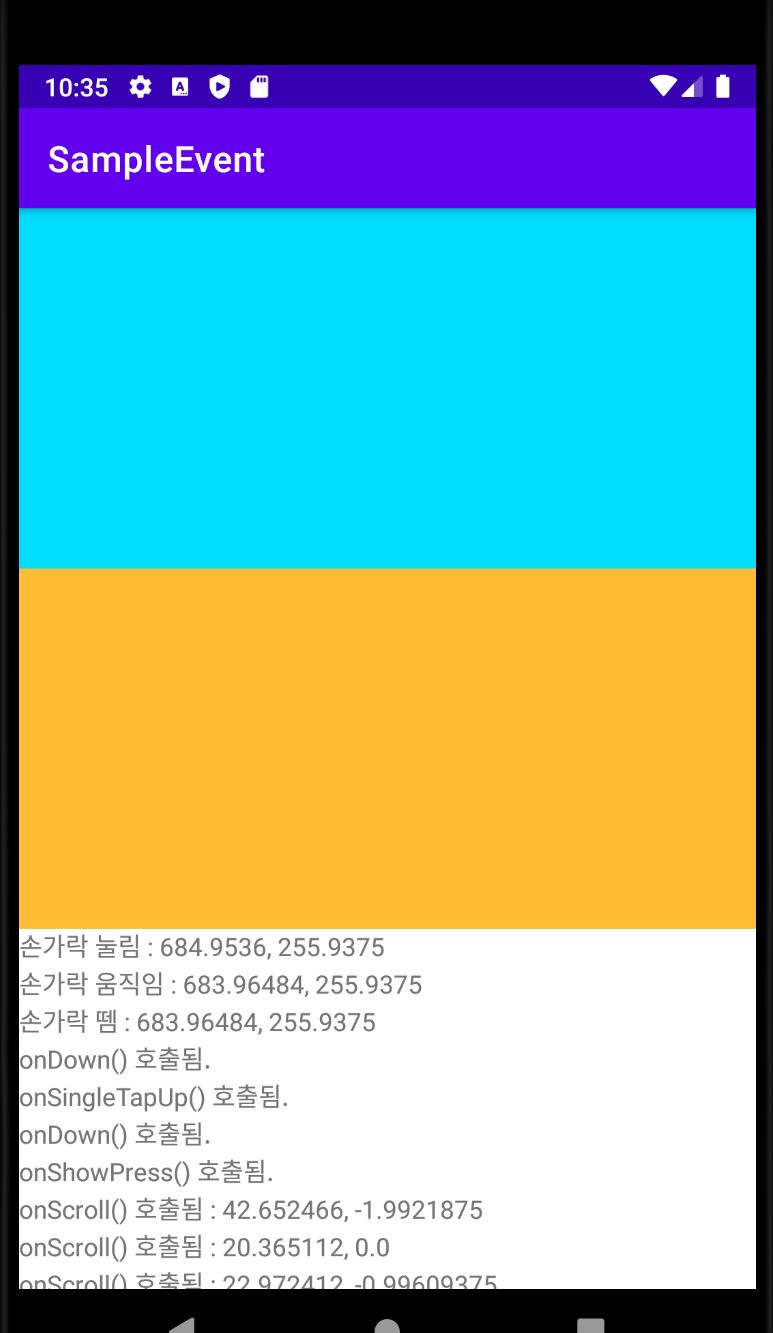 10:35
SampleEvent
손가락 눌림 : 684.9536, 255.9375
손가락 움직임 : 683.96484, 255.9375
손가락 뗌 : 683.96484, 255.9375
onDown() 호출됨.
onSingleTapUp() 호출됨.
onDown() 호출됨.
onShowPress() 호출됨.
onScroll() 호출됨 : 42.652466, -1.9921875
onScroll() 호출됨 : 20.365112, 0.0
onScroll() 호출됨 : 22.972412, -0.99609375